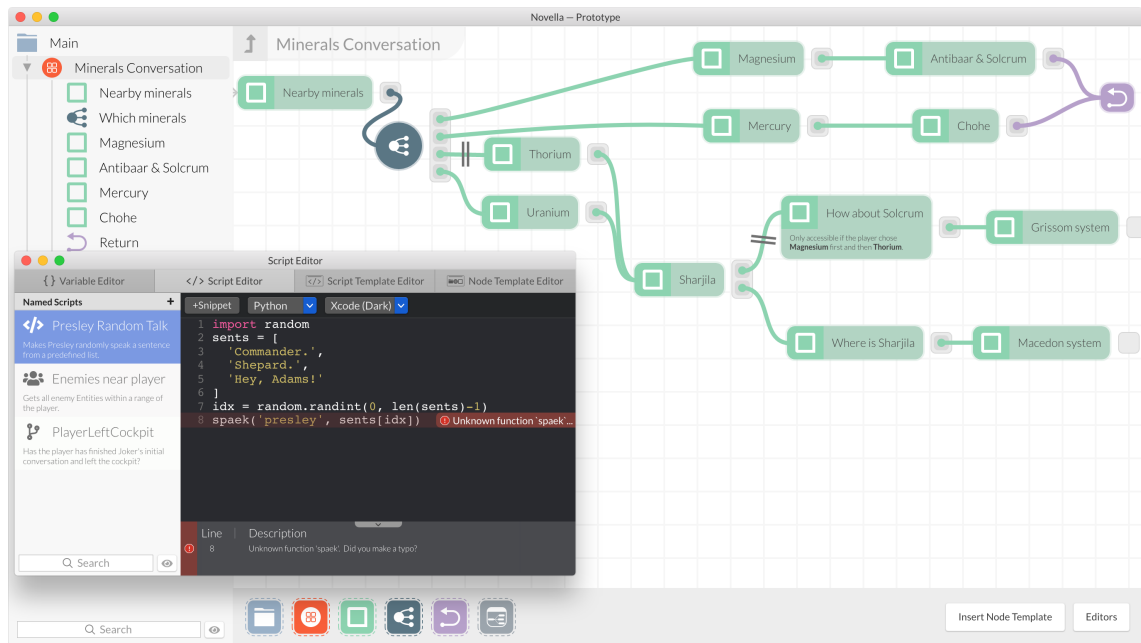 Novella — Prototype
Main
Minerals Conversation
Nearby minerals
Which minerals
Magnesium
Antibaar & Solcrum
Mercury
Chohe
Return
Search
Minerals Conversation
Nearby minerals
Magnesium
Antibaar & Solcrum
Mercury
Chohe
Thorium
Uranium
How about Solcrum
Only accessible if the player chose
Magnesium first and then Thorium.
Grissom system
Sharjila
Where is Sharjila
Macedon system
Script Editor
{ } Variable Editor
</> Script Editor
</> Script Template Editor
Node Template Editor
Named Scripts +
</> Presley Random Talk
Makes Presley randomly speak a sentence
from a predefined list.
Enemies near player
Gets all enemy Entities within a range of
the player.
PlayerLeftCockpit
Has the player has finished Joker's initial
conversation and left the cockpit?
Search
+Snippet
Python
Xcode (Dark)
1 import random
2 sents = [
3 'Commander.',
4 'Shepard.',
5 'Hey, Adams!'
6 ]
7 idx = random.randint(0, len(sents)-1)
8 spaek('presley', sents[idx])
Unknown function `spaek`...
Line | Description
8 Unknown function 'spaek'. Did you make a typo?
Insert Node Template
Editors